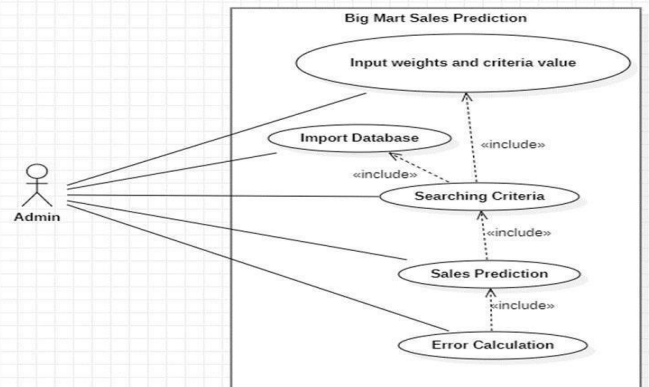 Big Mart Sales Prediction
Input weights and criteria value
Import Database
«include»
«include»
Searching Criteria
Admin
«include»
Sales Prediction
«include»
Error Calculation